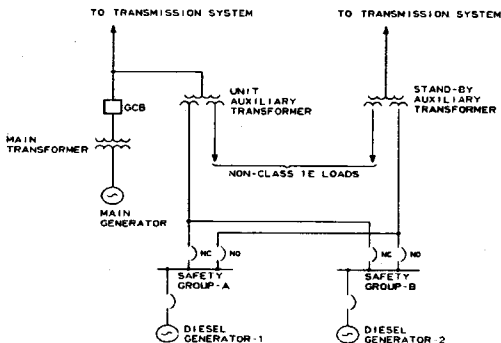 TO TRANSMISSION SYSTEM
TO TRANSMISSION SYSTEM
UNIT
AUXILIARY
TRANSFORMER
STAND-BY
AUXILIARY
TRANSFORMER
GCB
MAIN
TRANSFORMER
NON-CLASS 1E LOADS
MAIN
GENERATOR
NC
NO
NC
NO
SAFETY
GROUP-A
SAFETY
GROUP-B
DIESEL
GENERATOR-1
DIESEL
GENERATOR-2